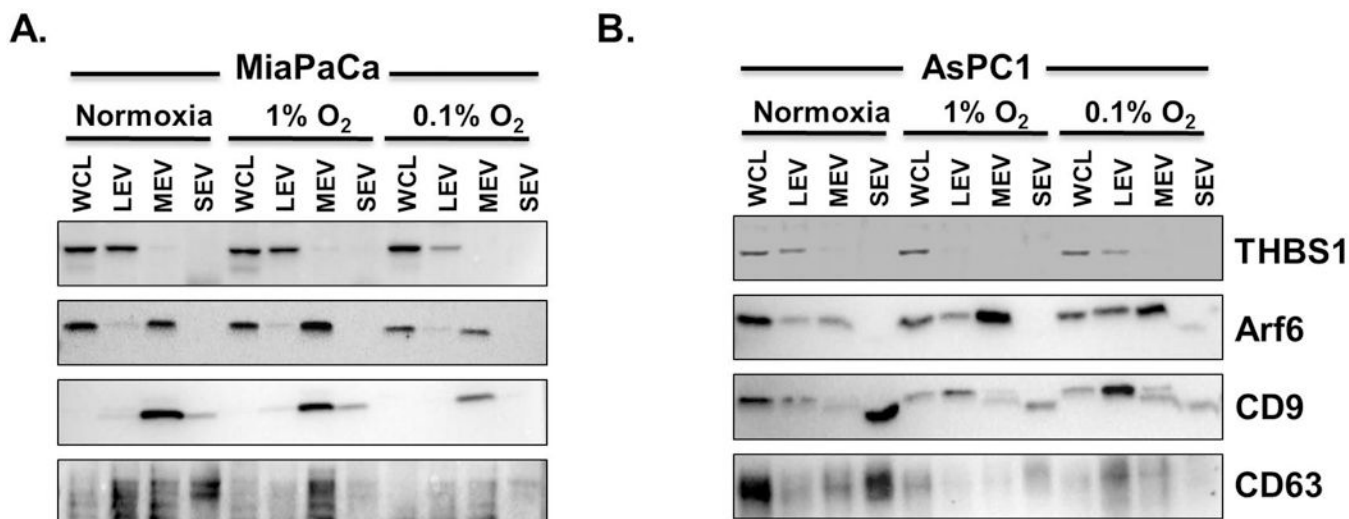 A.
MiaPaCa
Normoxia 1% O₂ 0.1% O₂
WCL LEV MEV SEV WCL LEV MEV SEV WCL LEV MEV SEV
B.
AsPC1
Normoxia 1% O₂ 0.1% O₂
WCL LEV MEV SEV WCL LEV MEV SEV WCL LEV MEV SEV
THBS1
Arf6
CD9
CD63